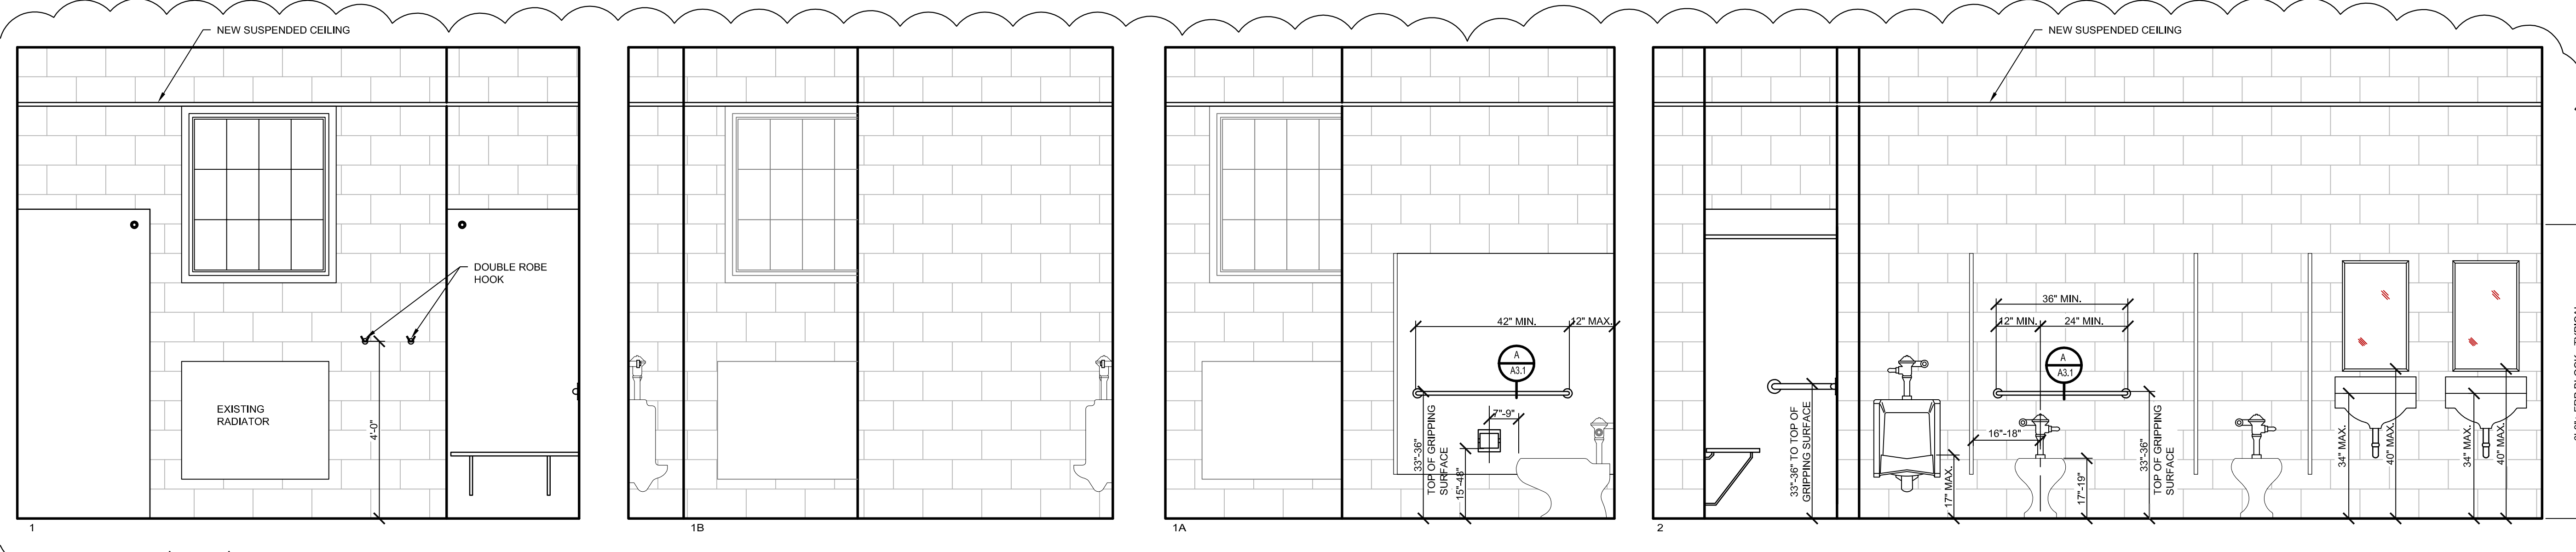 NEW SUSPENDED CEILING
DOUBLE ROBE
HOOK
EXISTING
RADIATOR
4'-0"
1
1B
42" MIN.
12" MAX.
A
A3.1
7"-9"
33"-36"
TOP OF GRIPPING
SURFACE
15"-48"
1A
NEW SUSPENDED CEILING
36" MIN.
12" MIN.
24" MIN.
A
A3.1
33"-36" TO TOP OF
GRIPPING SURFACE
16"-18"
17" MAX.
17"-19"
33"-36"
TOP OF GRIPPING
SURFACE
34" MAX.
40" MAX.
34" MAX.
40" MAX.
2